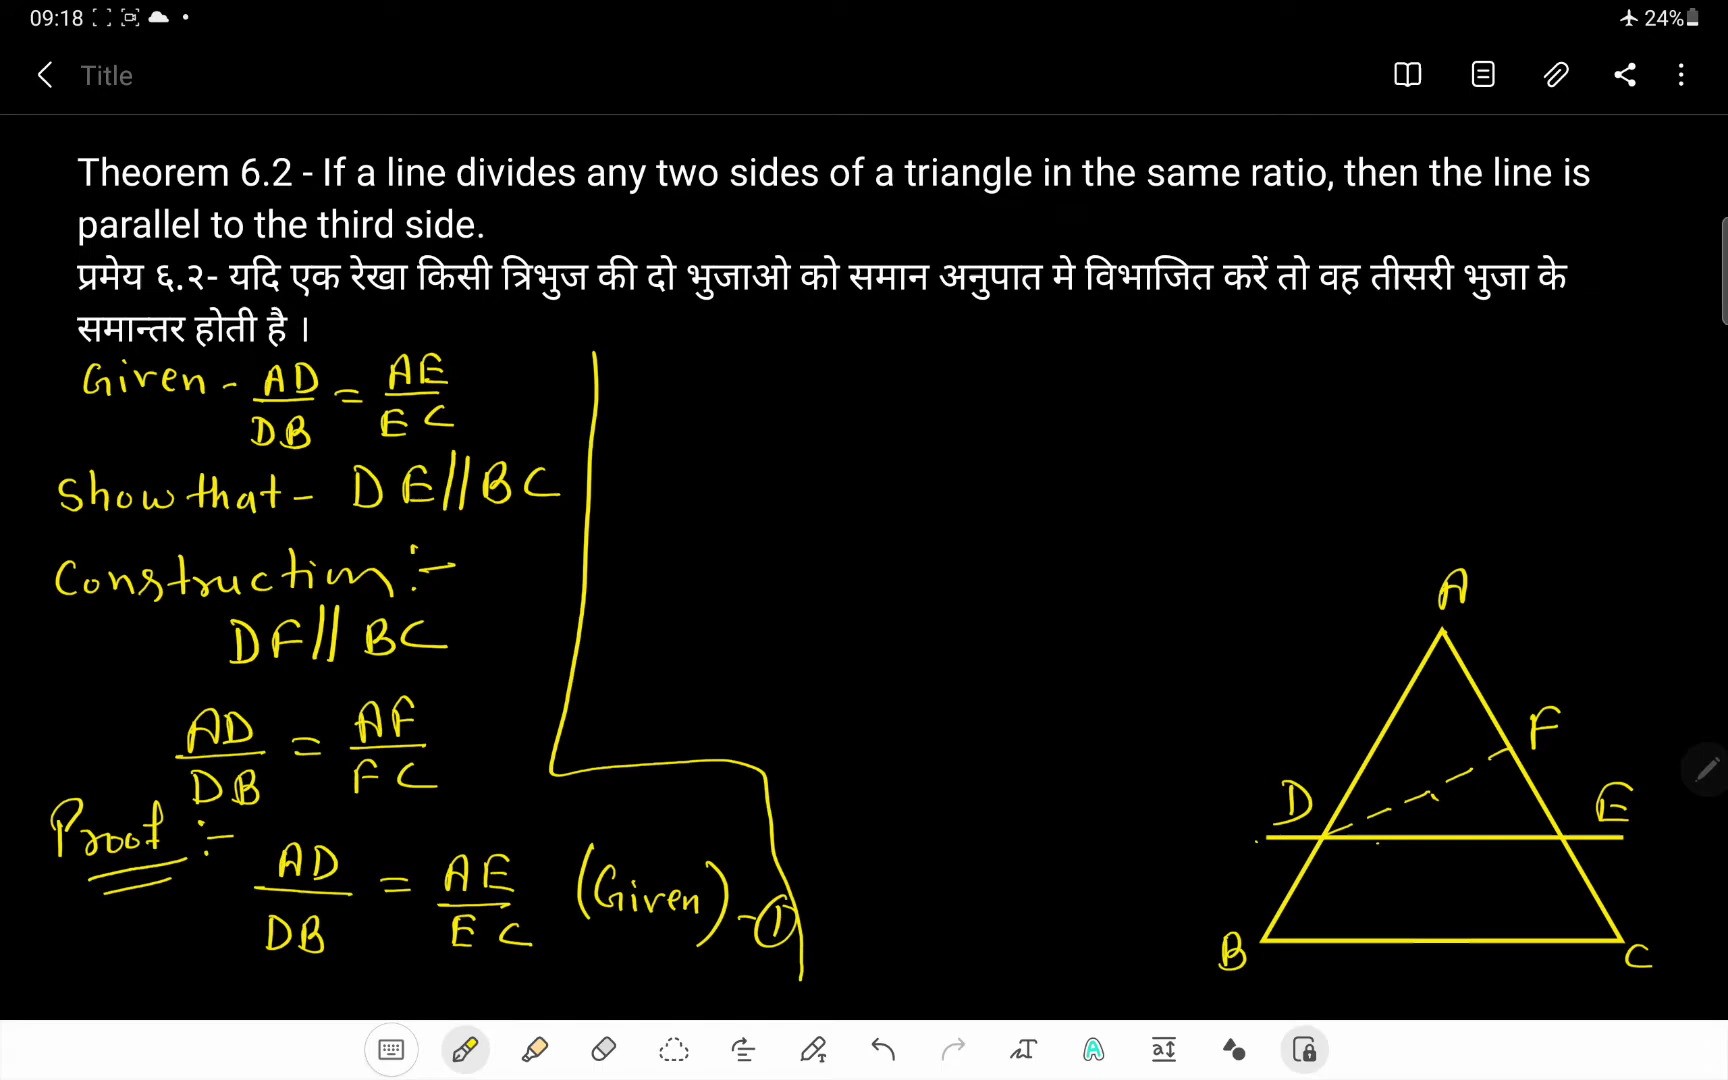 09:18
24%
Title
Theorem 6.2 - If a line divides any two sides of a triangle in the same ratio, then the line is
parallel to the third side.
प्रमेय ६.२- यदि एक रेखा किसी त्रिभुज की दो भुजाओ को समान अनुपात मे विभाजित करें तो वह तीसरी भुजा के
समान्तर होती है ।
Given - AD/DB = AE/EC
Show that - DE // BC
Construction :-
DF // BC
AD/DB = AF/FC
Proof :-
AD/DB = AE/EC (Given) - ①
A
F
D E
B C